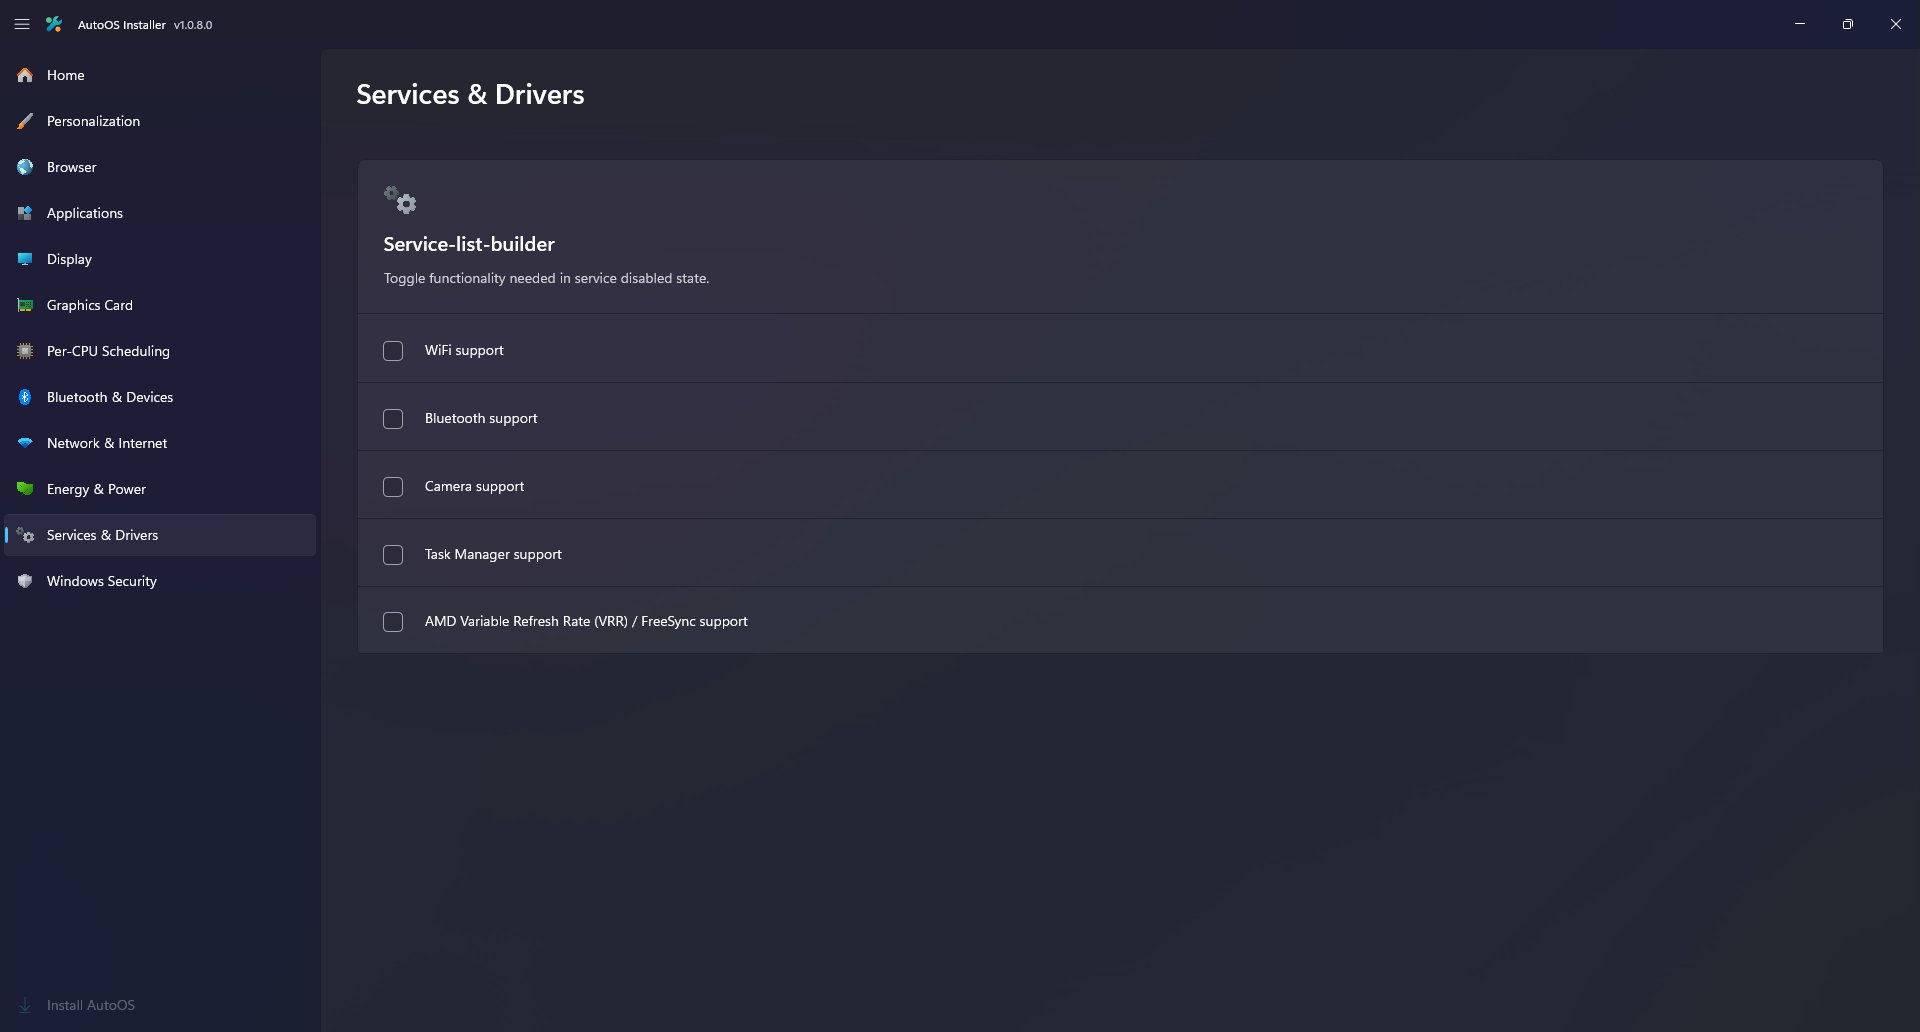 AutoOS Installer v1.0.8.0
Home
Personalization
Browser
Applications
Display
Graphics Card
Per-CPU Scheduling
Bluetooth & Devices
Network & Internet
Energy & Power
Services & Drivers
Windows Security
Install AutoOS
Services & Drivers
Service-list-builder
Toggle functionality needed in service disabled state.
WiFi support
Bluetooth support
Camera support
Task Manager support
AMD Variable Refresh Rate (VRR) / FreeSync support